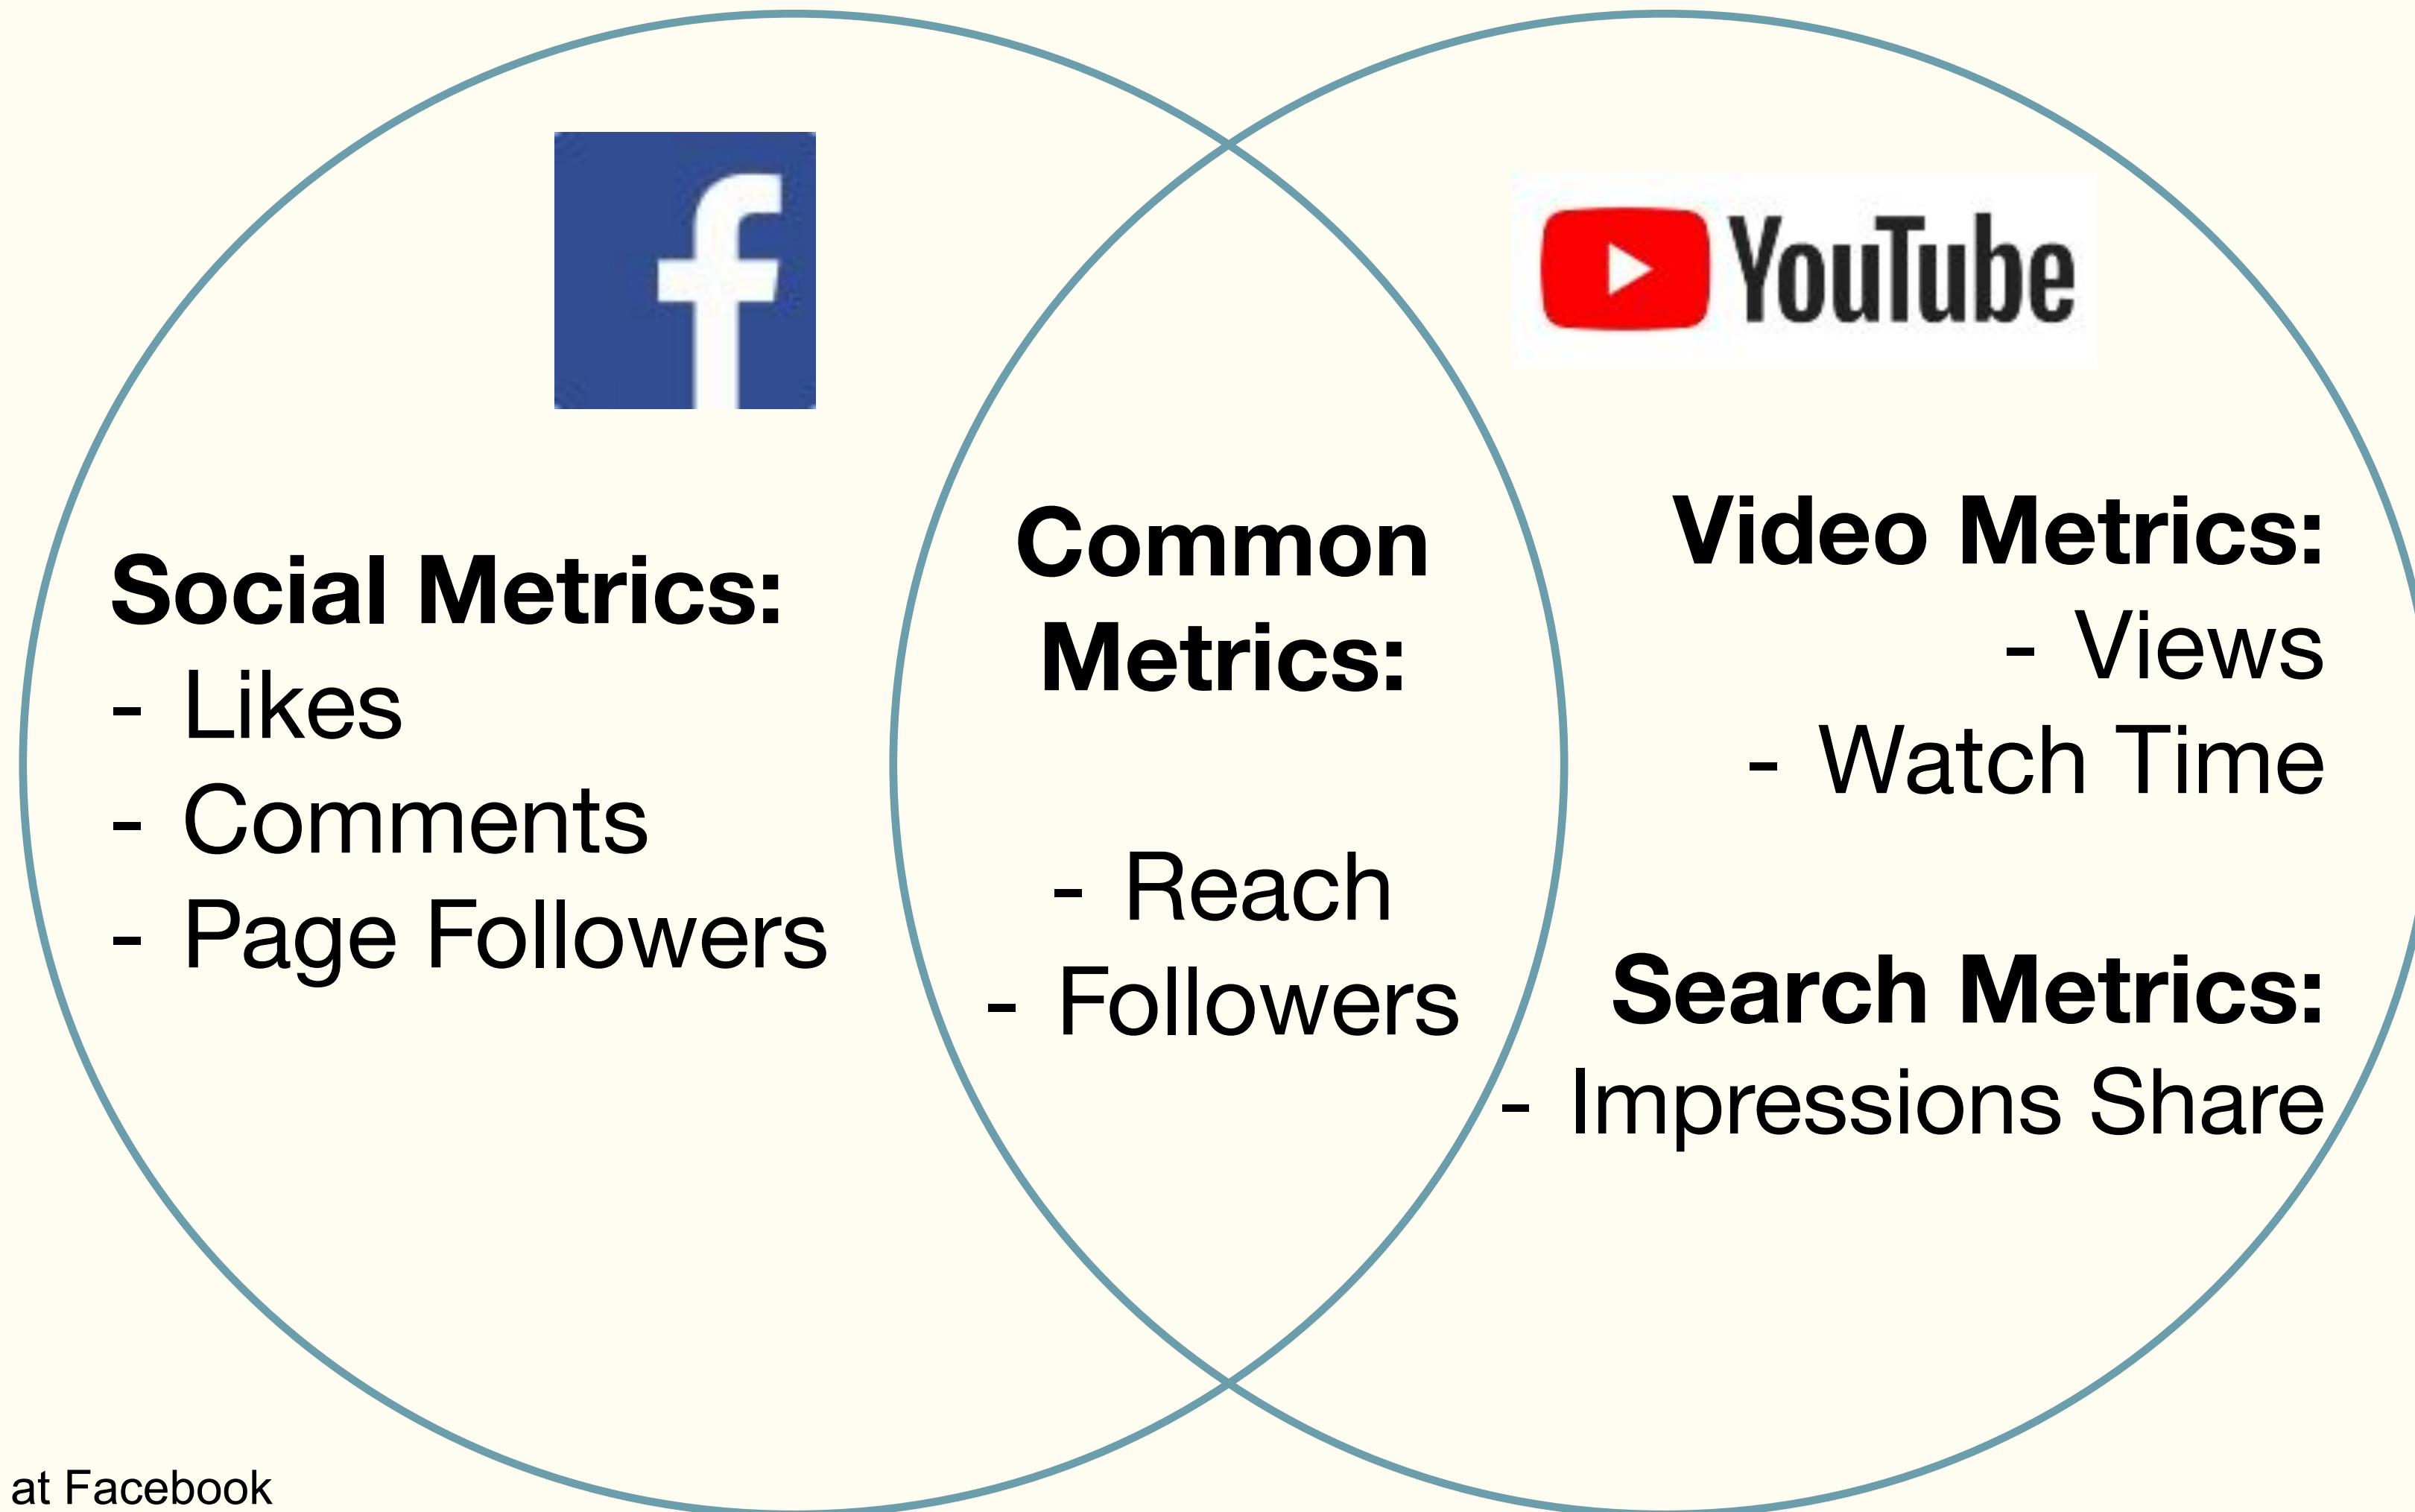 f
YouTube
Social Metrics:
- Likes
- Comments
- Page Followers
Common
Metrics:
- Reach
- Followers
Video Metrics:
- Views
- Watch Time
Search Metrics:
- Impressions Share
at Facebook